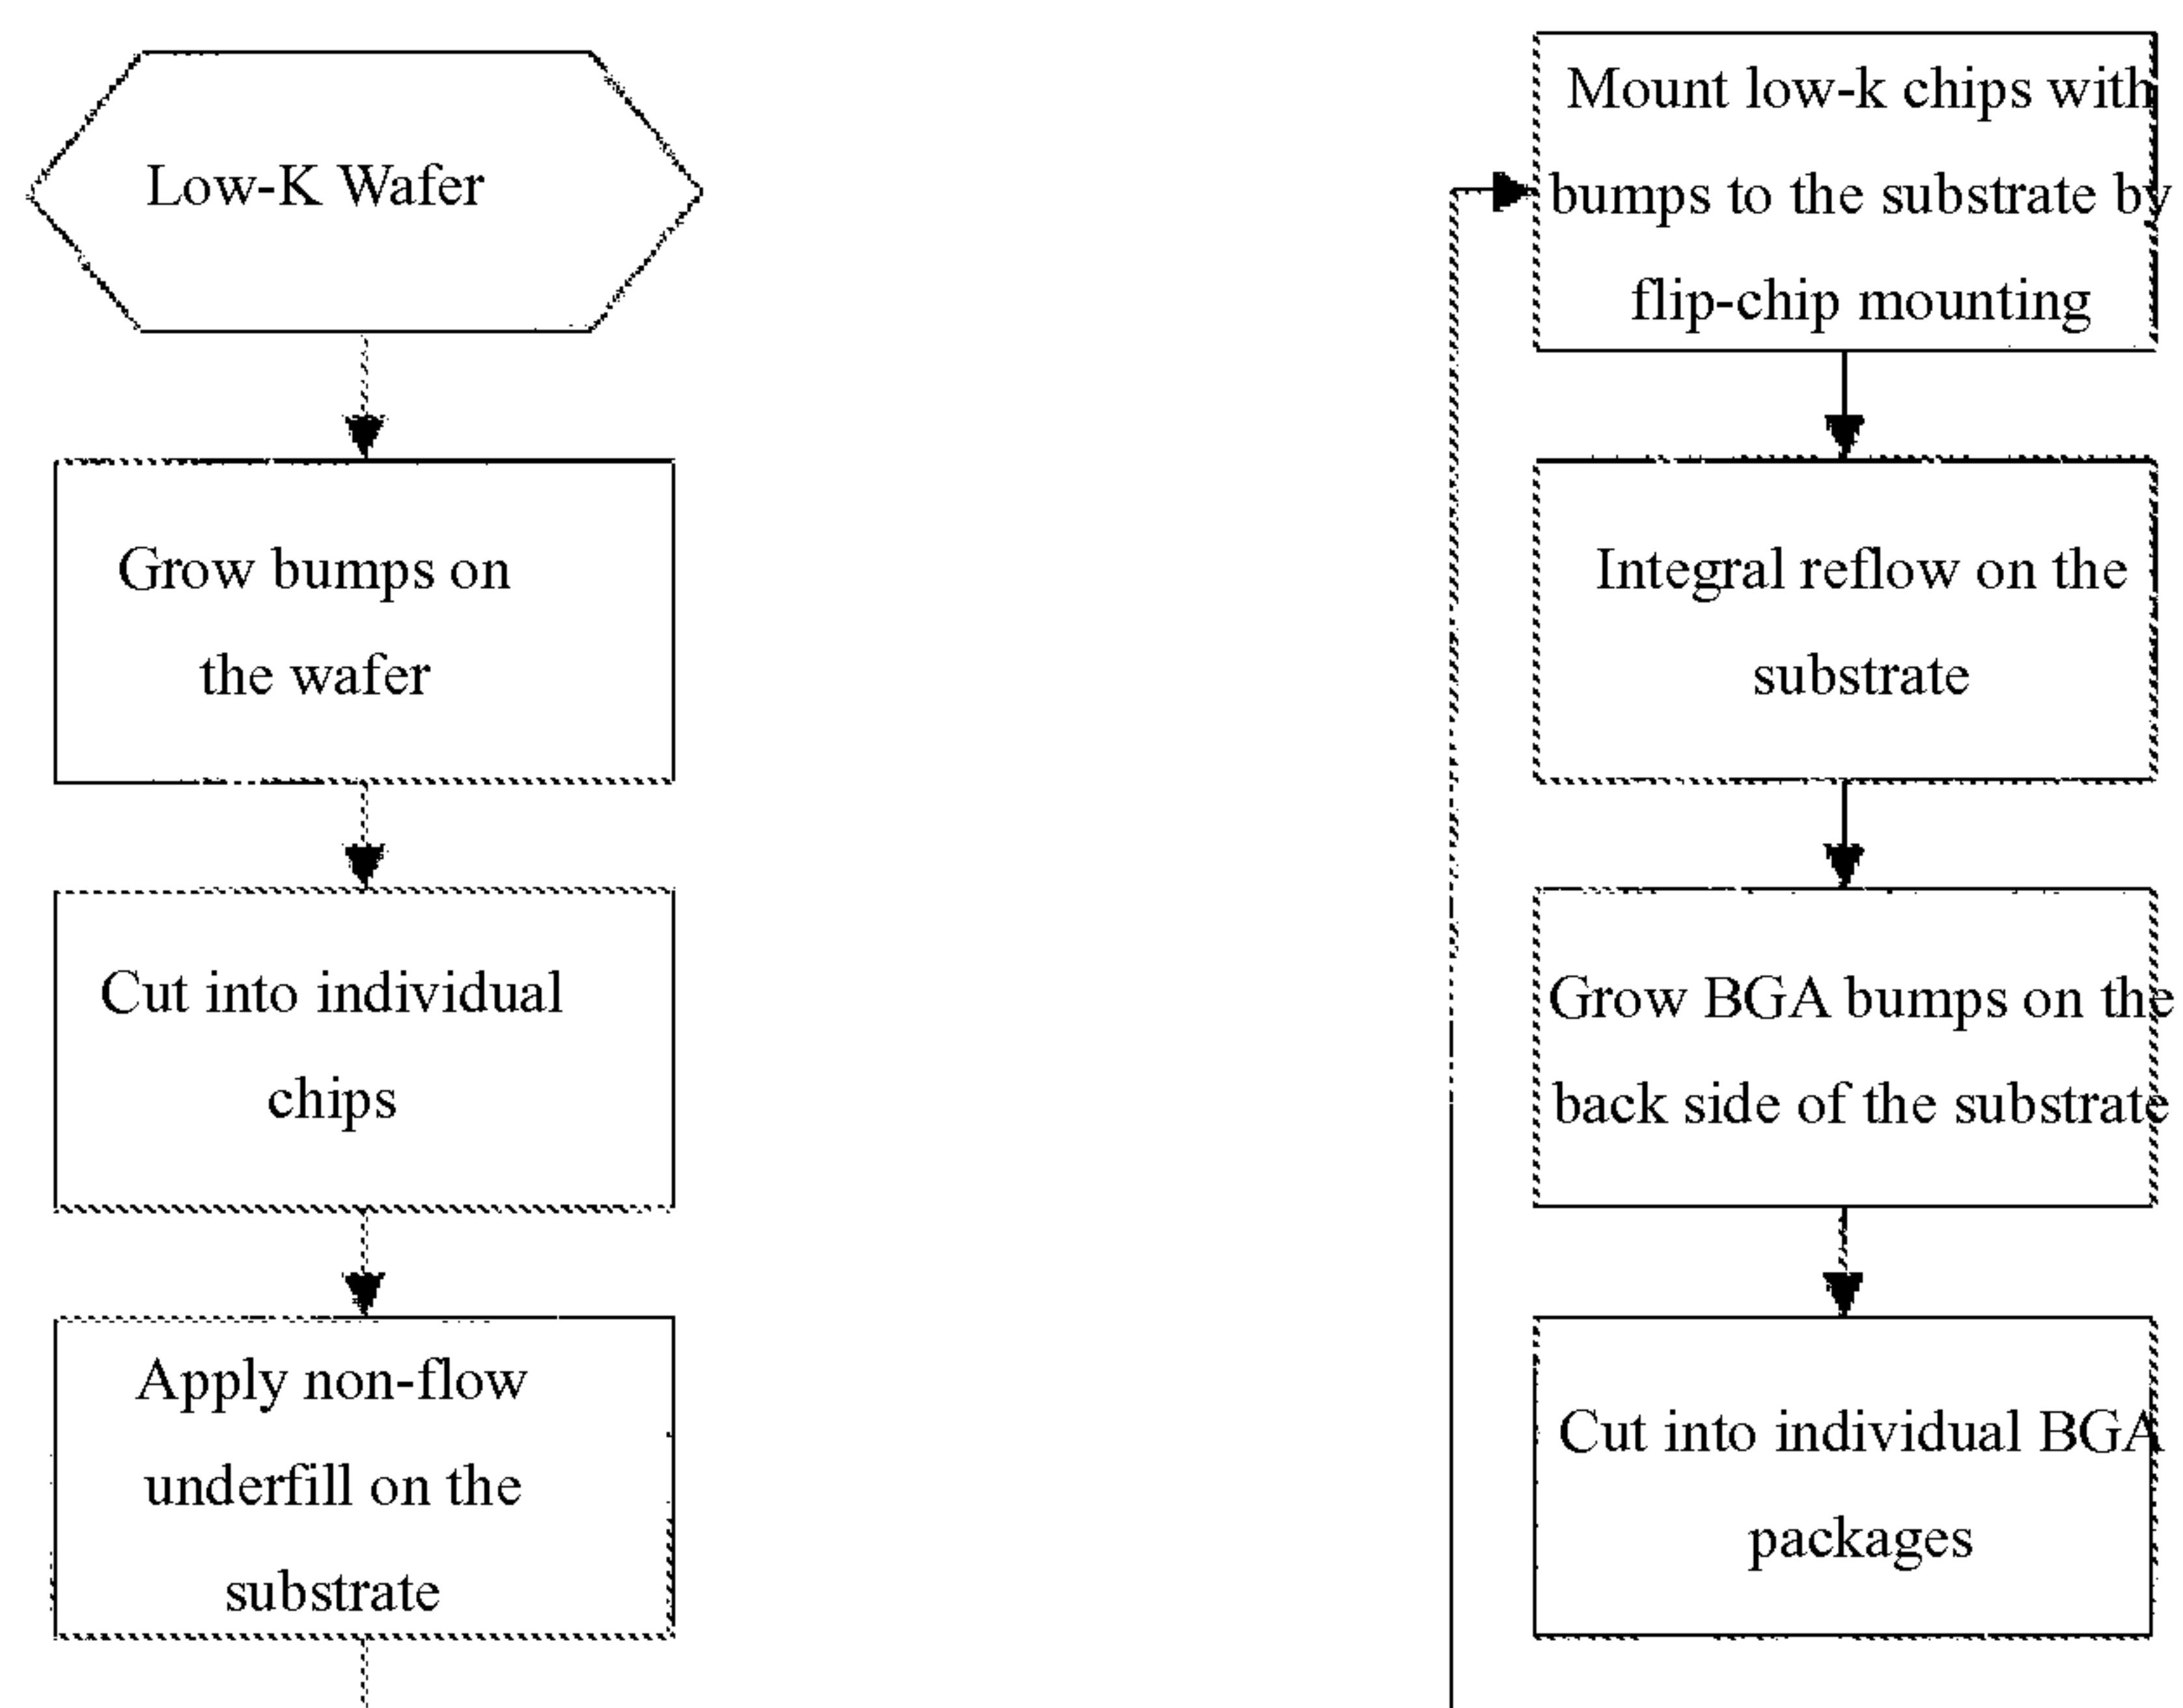 Low-K Wafer
Grow bumps on
the wafer
Cut into individual
chips
Apply non-flow
underfill on the
substrate
Mount low-k chips with
bumps to the substrate by
flip-chip mounting
Integral reflow on the
substrate
Grow BGA bumps on the
back side of the substrate
Cut into individual BGA
packages